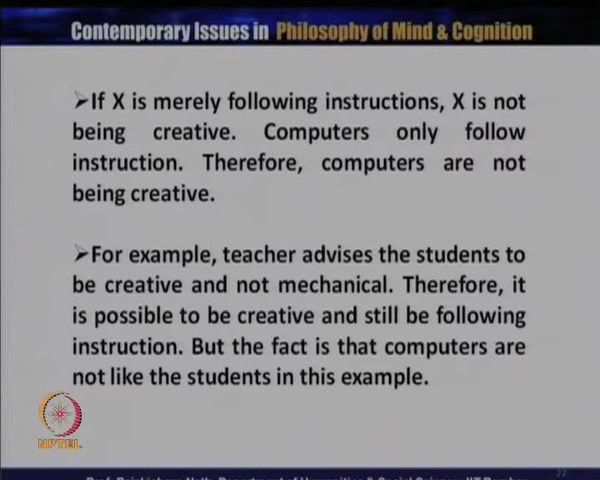 Contemporary Issues in Philosophy of Mind & Cognition
➢If X is merely following instructions, X is not
being creative. Computers only follow
instruction. Therefore, computers are not
being creative.
➢For example, teacher advises the students to
be creative and not mechanical. Therefore, it
is possible to be creative and still be following
instruction. But the fact is that computers are
not like the students in this example.
NPTEL
22